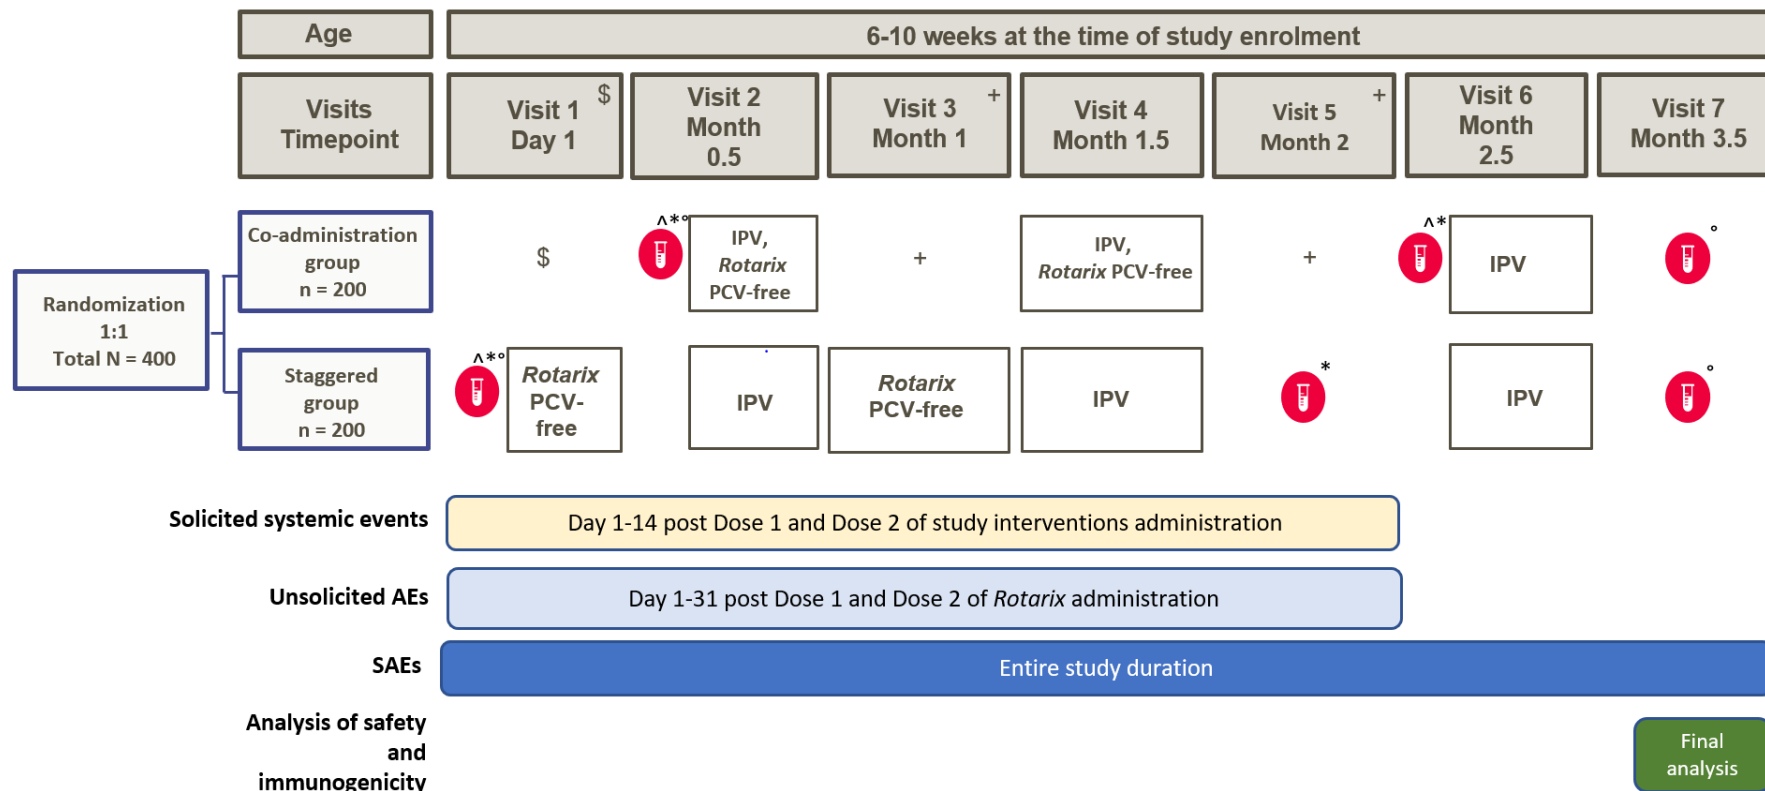 Age
6-10 weeks at the time of study enrolment
Visits
Timepoint
Visit 1 $
Day 1
Visit 2
Month
0.5
Visit 3 +
Month 1
Visit 4
Month 1.5
Visit 5 +
Month 2
Visit 6
Month
2.5
Visit 7
Month 3.5
Randomization
1:1
Total N = 400
Co-administration
group
n = 200
$
^*°
IPV,
Rotarix
PCV-free
+
IPV,
Rotarix PCV-free
+
^*
IPV
°
Staggered
group
n = 200
^*°
Rotarix
PCV-
free
IPV
Rotarix
PCV-free
IPV
*
IPV
°
Solicited systemic events
Day 1-14 post Dose 1 and Dose 2 of study interventions administration
Unsolicited AEs
Day 1-31 post Dose 1 and Dose 2 of Rotarix administration
SAEs
Entire study duration
Analysis of safety
and
immunogenicity
Final
analysis